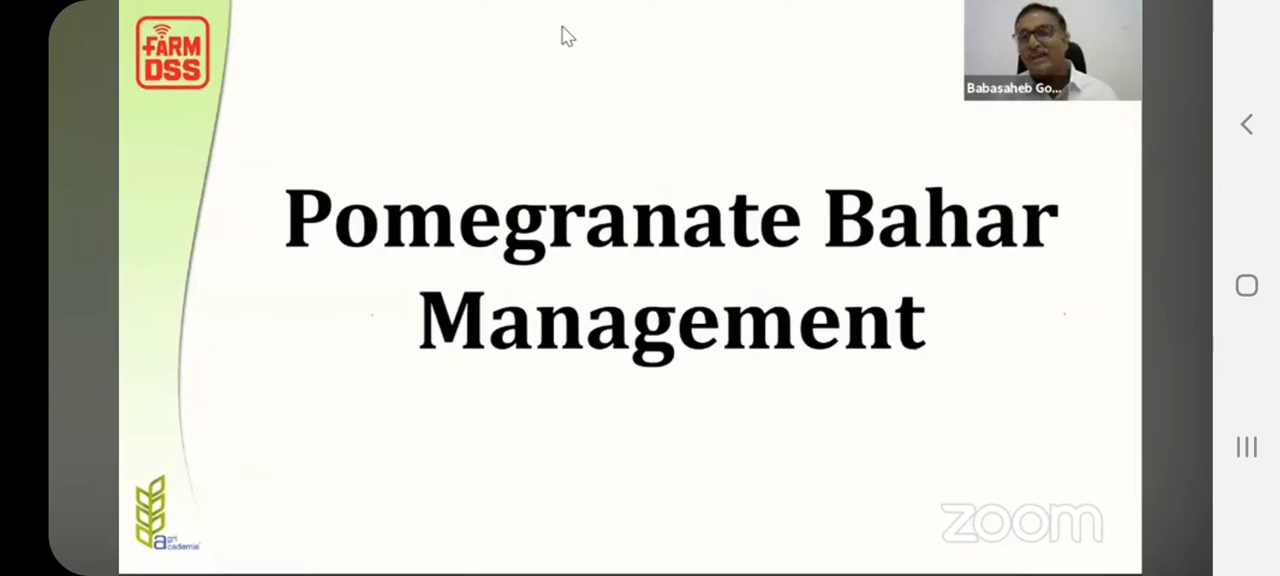 FARM
DSS
Babasaheb Go...
Pomegranate Bahar
Management
agri
academia
zoom